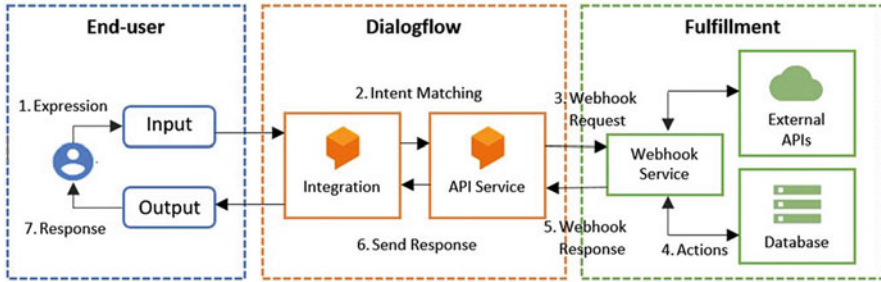 End-user
Dialogflow
Fulfillment
1. Expression
Input
Output
7. Response
2. Intent Matching
Integration
API Service
6. Send Response
3. Webhook
Request
5. Webhook
Response
Webhook
Service
4. Actions
External
APIs
Database